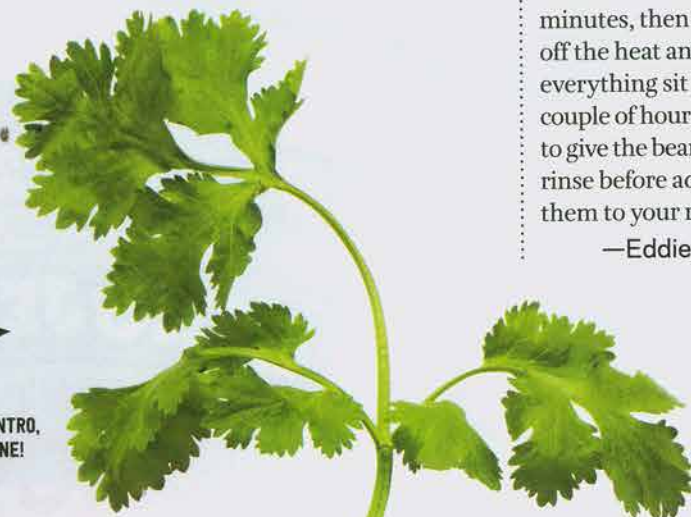 minutes, then
off the heat an
everything sit
couple of hour
to give the bea
rinse before a
them to your
—Eddie
NTRO,
NE!